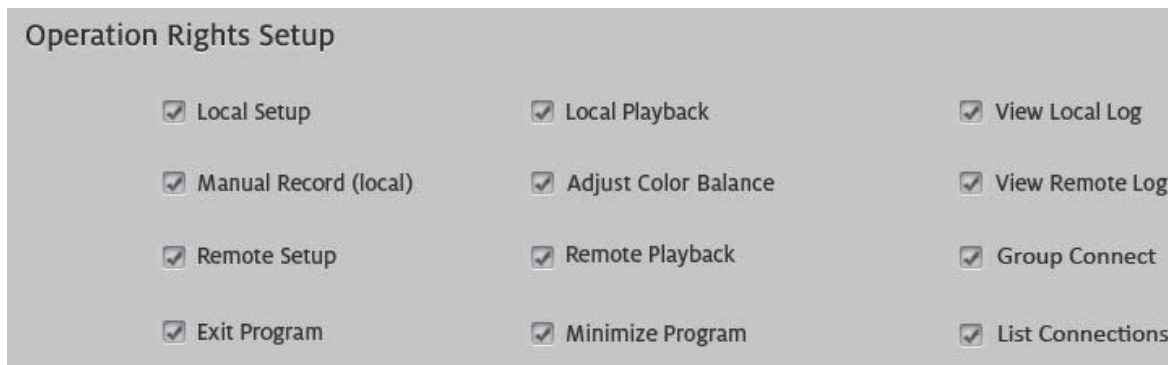 Operation Rights Setup
Local Setup Local Playback View Local Log
Manual Record (local) Adjust Color Balance View Remote Log
Remote Setup Remote Playback Group Connect
Exit Program Minimize Program List Connections